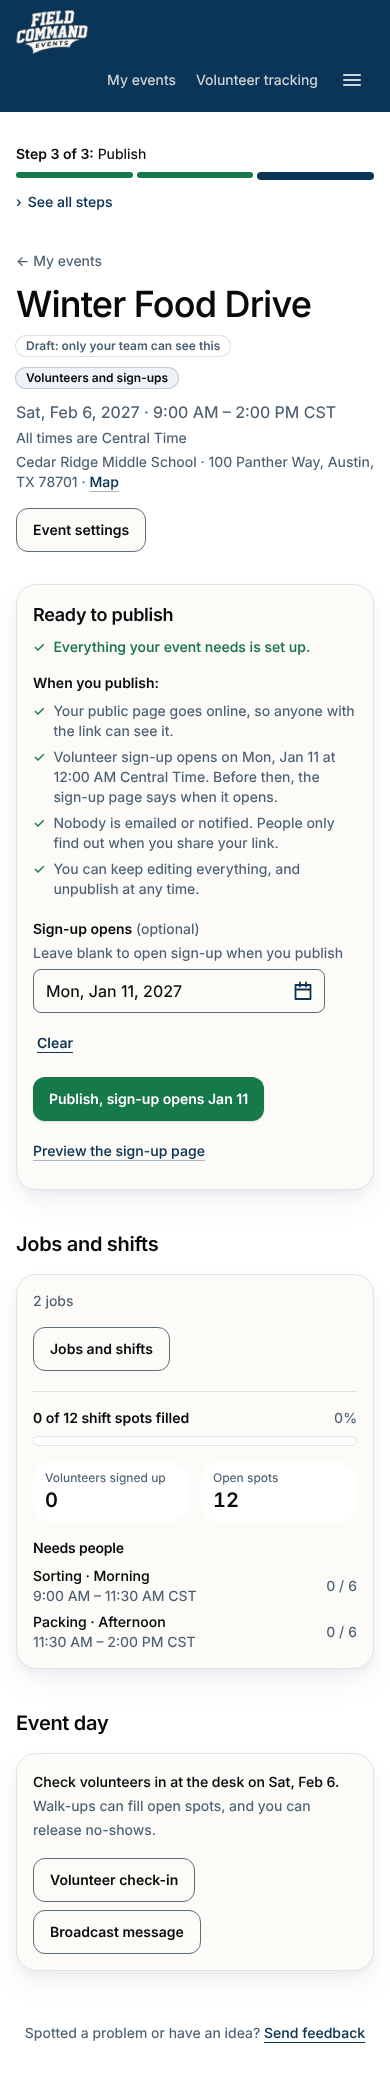 FIELD
COMMAND
EVENTS
My events Volunteer tracking
Step 3 of 3: Publish
› See all steps
← My events
Winter Food Drive
Draft: only your team can see this
Volunteers and sign-ups
Sat, Feb 6, 2027 · 9:00 AM – 2:00 PM CST
All times are Central Time
Cedar Ridge Middle School · 100 Panther Way, Austin,
TX 78701 · Map
Event settings
Ready to publish
✓ Everything your event needs is set up.
When you publish:
✓ Your public page goes online, so anyone with
the link can see it.
✓ Volunteer sign-up opens on Mon, Jan 11 at
12:00 AM Central Time. Before then, the
sign-up page says when it opens.
✓ Nobody is emailed or notified. People only
find out when you share your link.
✓ You can keep editing everything, and
unpublish at any time.
Sign-up opens (optional)
Leave blank to open sign-up when you publish
Mon, Jan 11, 2027
Clear
Publish, sign-up opens Jan 11
Preview the sign-up page
Jobs and shifts
2 jobs
Jobs and shifts
0 of 12 shift spots filled 0%
Volunteers signed up Open spots
0 12
Needs people
Sorting · Morning
9:00 AM – 11:30 AM CST 0 / 6
Packing · Afternoon
11:30 AM – 2:00 PM CST 0 / 6
Event day
Check volunteers in at the desk on Sat, Feb 6.
Walk-ups can fill open spots, and you can
release no-shows.
Volunteer check-in
Broadcast message
Spotted a problem or have an idea? Send feedback